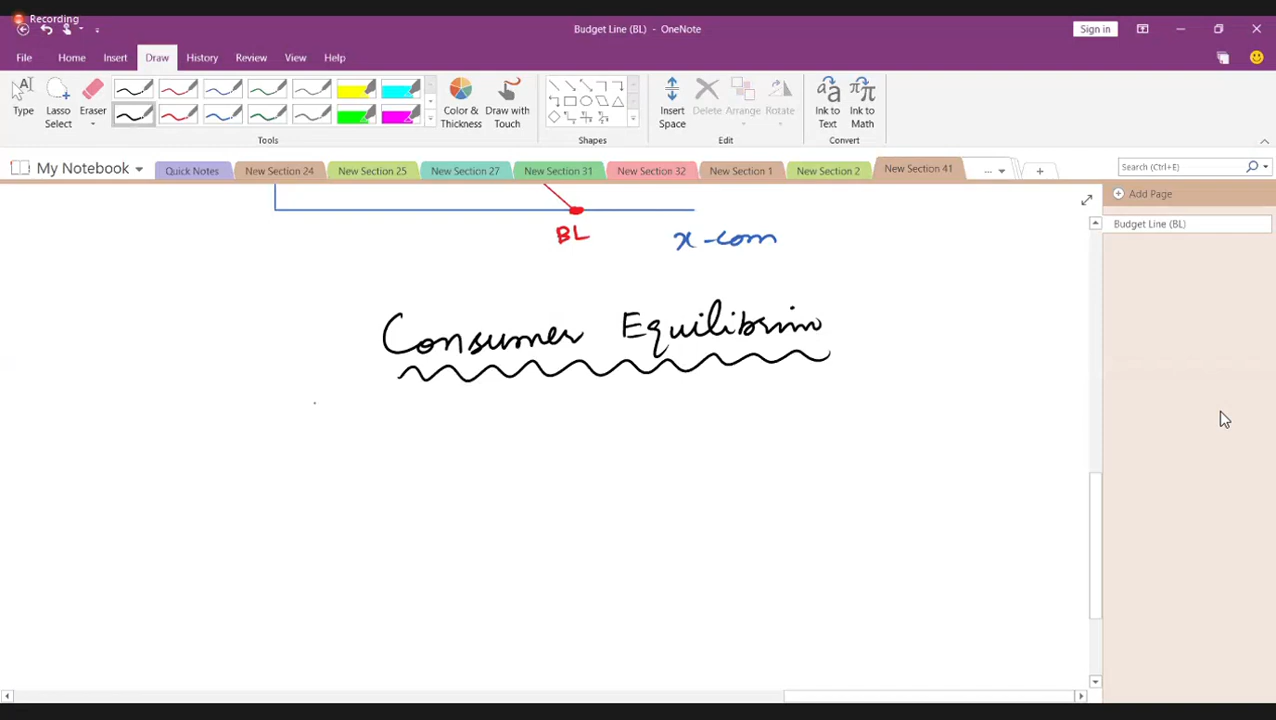 Recording
Budget Line (BL) - OneNote
Sign in
File Home Insert Draw History Review View Help
Type Lasso Select Eraser Color & Thickness Draw with Touch Insert Space Delete Arrange Rotate Ink to Text Ink to Math
Tools Shapes Edit Convert
My Notebook Quick Notes New Section 24 New Section 25 New Section 27 New Section 31 New Section 32 New Section 1 New Section 2 New Section 41 ... Search (Ctrl+E)
Add Page
Budget Line (BL)
BL x-com
Consumer Equilibrim